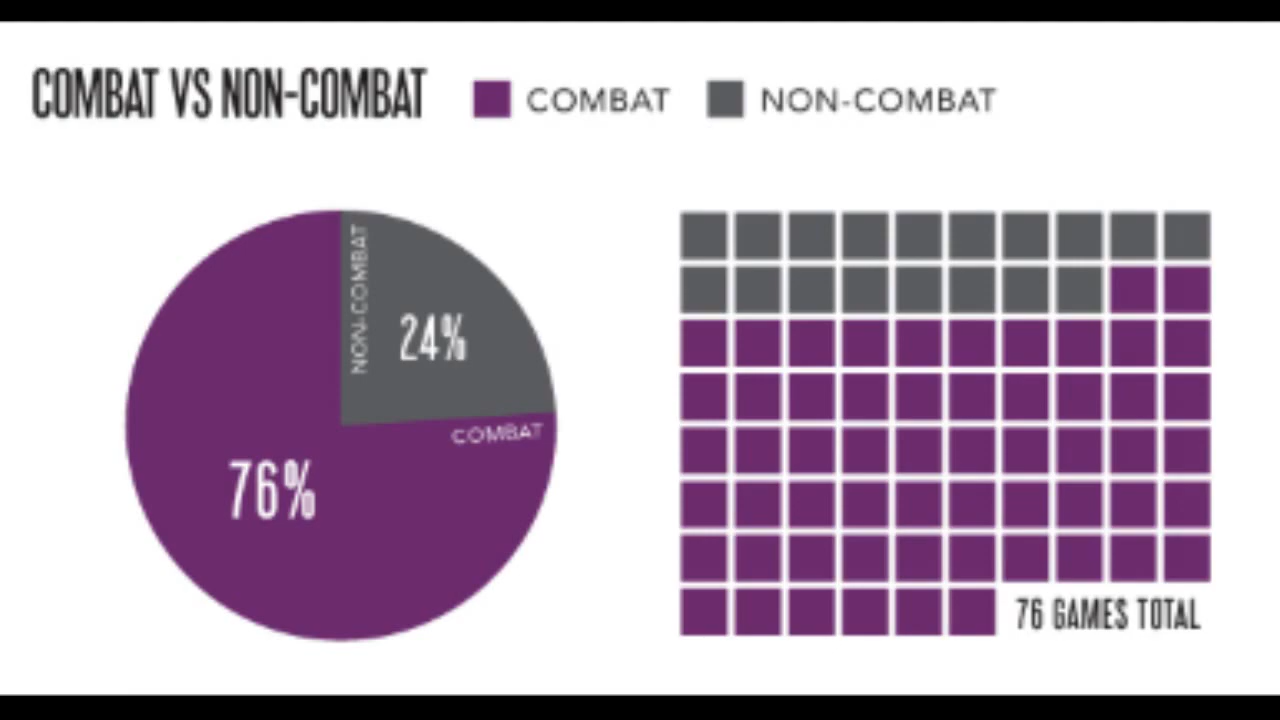 COMBAT VS NON-COMBAT
COMBAT
NON-COMBAT
NON-COMBAT
24%
COMBAT
76%
76 GAMES TOTAL